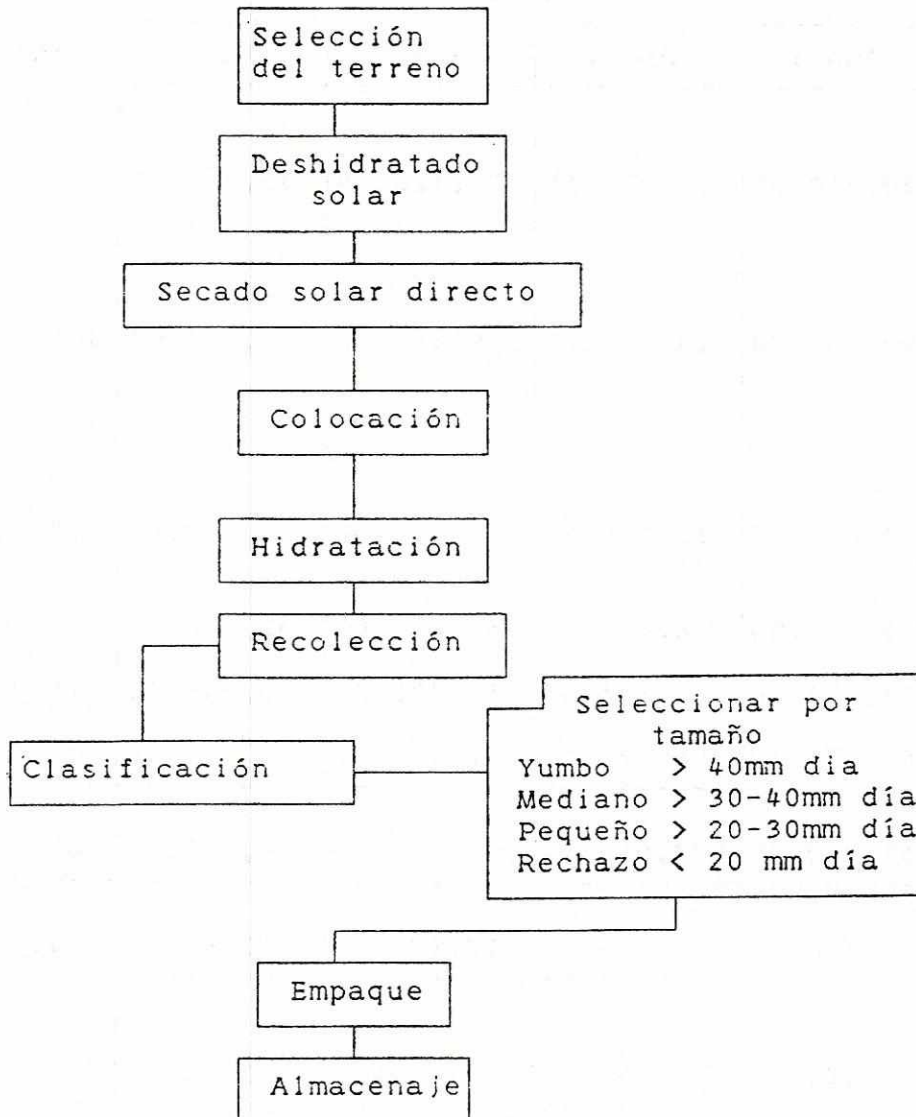 Selección
del terreno
Deshidratado
solar
Secado solar directo
Colocación
Hidratación
Recolección
Clasificación
Seleccionar por
tamaño
Yumbo > 40mm dia
Mediano > 30-40mm día
Pequeño > 20-30mm día
Rechazo < 20 mm día
Empaque
Almacenaje